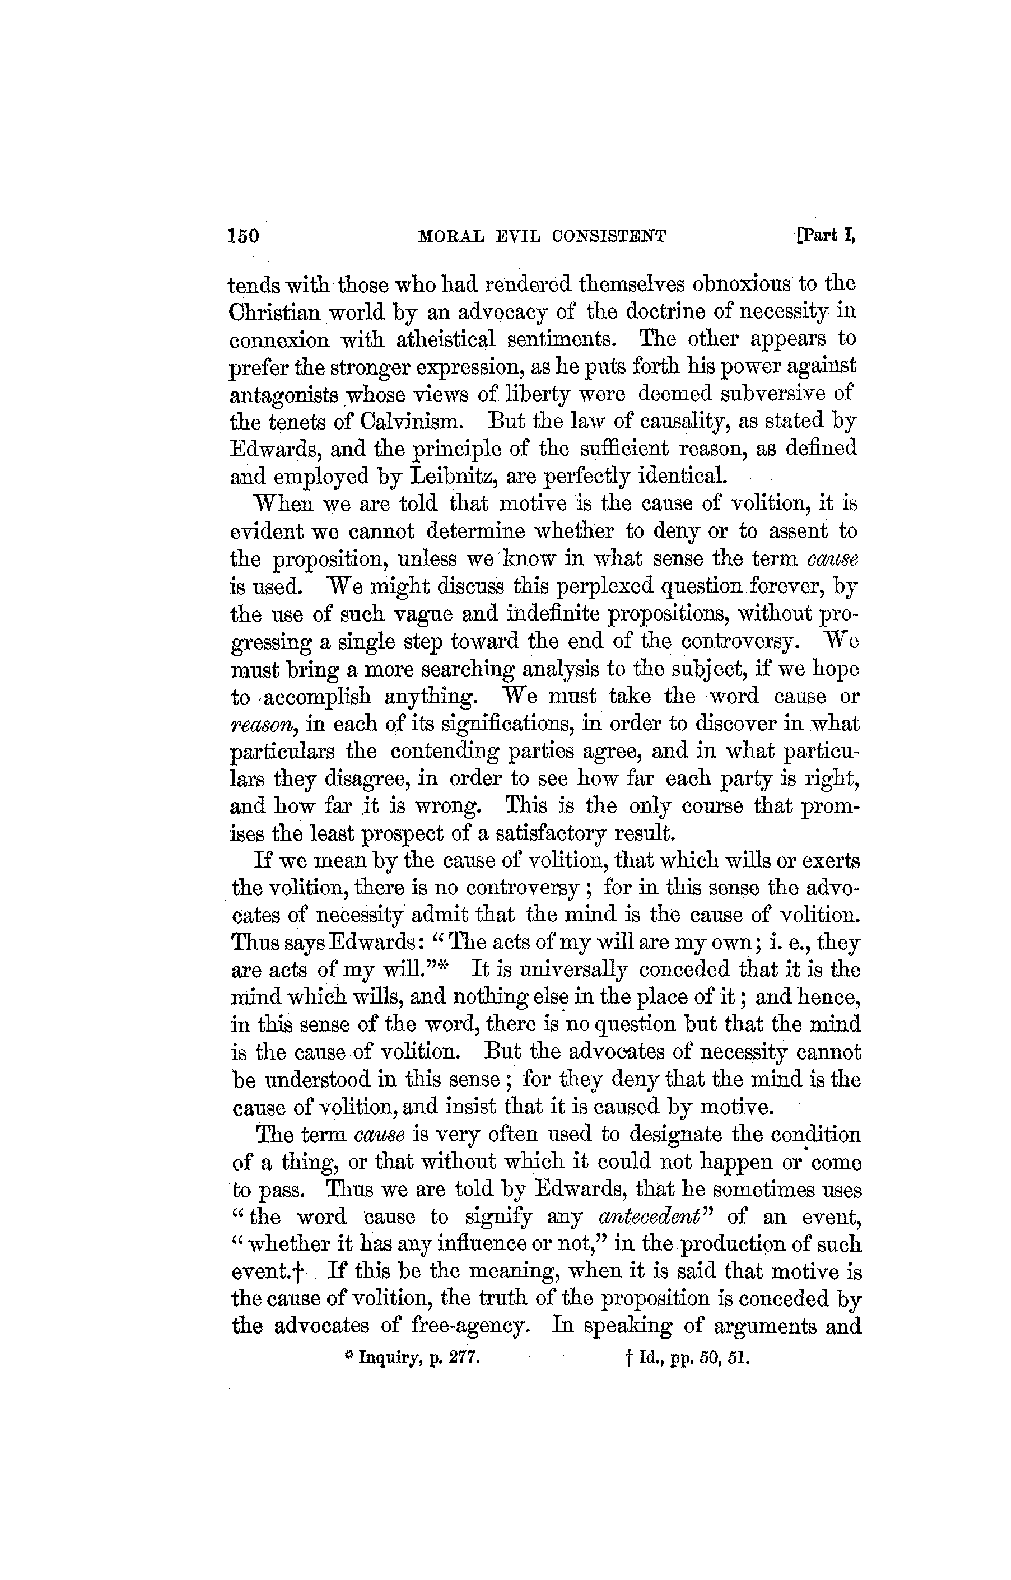 150 MORAL EVIL CONSISTENT [Part I,
tends with those who had rendered themselves obnoxious to the
Christian world by an advocacy of the doctrine of necessity in
connexion with atheistical sentiments. The other appears to
prefer the stronger expression, as he puts forth his power against
antagonists whose views of liberty were deemed subversive of
the tenets of Calvinism. But the law of causality, as stated by
Edwards, and the principle of the sufficient reason, as defined
and employed by Leibnitz, are perfectly identical.
When we are told that motive is the cause of volition, it is
evident we cannot determine whether to deny or to assent to
the proposition, unless we know in what sense the term cause
is used. We might discuss this perplexed question forever, by
the use of such vague and indefinite propositions, without pro-
gressing a single step toward the end of the controversy. We
must bring a more searching analysis to the subject, if we hope
to accomplish anything. We must take the word cause or
reason, in each of its significations, in order to discover in what
particulars the contending parties agree, and in what particu-
lars they disagree, in order to see how far each party is right,
and how far it is wrong. This is the only course that prom-
ises the least prospect of a satisfactory result.
If we mean by the cause of volition, that which wills or exerts
the volition, there is no controversy; for in this sense the advo-
cates of necessity admit that the mind is the cause of volition.
Thus says Edwards: "The acts of my will are my own; i. e., they
are acts of my will."* It is universally conceded that it is the
mind which wills, and nothing else in the place of it; and hence,
in this sense of the word, there is no question but that the mind
is the cause of volition. But the advocates of necessity cannot
be understood in this sense; for they deny that the mind is the
cause of volition, and insist that it is caused by motive.
The term cause is very often used to designate the condition
of a thing, or that without which it could not happen or come
to pass. Thus we are told by Edwards, that he sometimes uses
"the word cause to signify any antecedent" of an event,
"whether it has any influence or not," in the production of such
event.† If this be the meaning, when it is said that motive is
the cause of volition, the truth of the proposition is conceded by
the advocates of free-agency. In speaking of arguments and
* Inquiry, p. 277. † Id., pp. 50, 51.